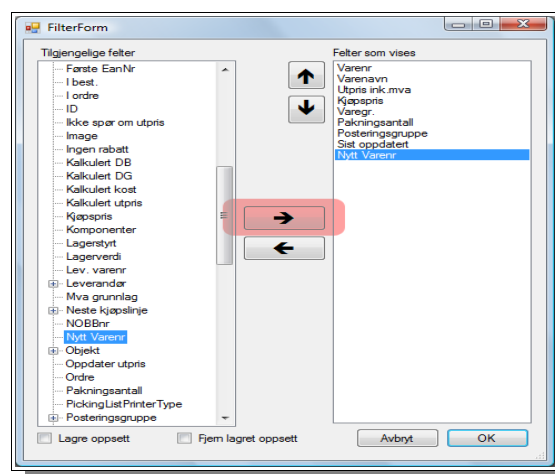 FilterForm
Tilgjengelige felter
Første EanNr
I best.
I ordre
ID
Ikke spør om utpris
Image
Ingen rabatt
Kalkulert DB
Kalkulert DG
Kalkulert kost
Kalkulert utpris
Kjøpspris
Komponenter
Lagerstyrt
Lagerverdi
Lev. varenr
Leverandør
Mva grunnlag
Neste kjøpslinje
NOBBnr
Nytt Varenr
Objekt
Oppdater utpris
Ordre
Pakningsantall
PickingListPrinterType
Posteringsgruppe
Felter som vises
Varenr
Varenavn
Utpris ink.mva
Kjøpspris
Varegr.
Pakningsantall
Posteringsgruppe
Sist oppdatert
Nytt Varenr
Lagre oppsett
Fjern lagret oppsett
Avbryt
OK